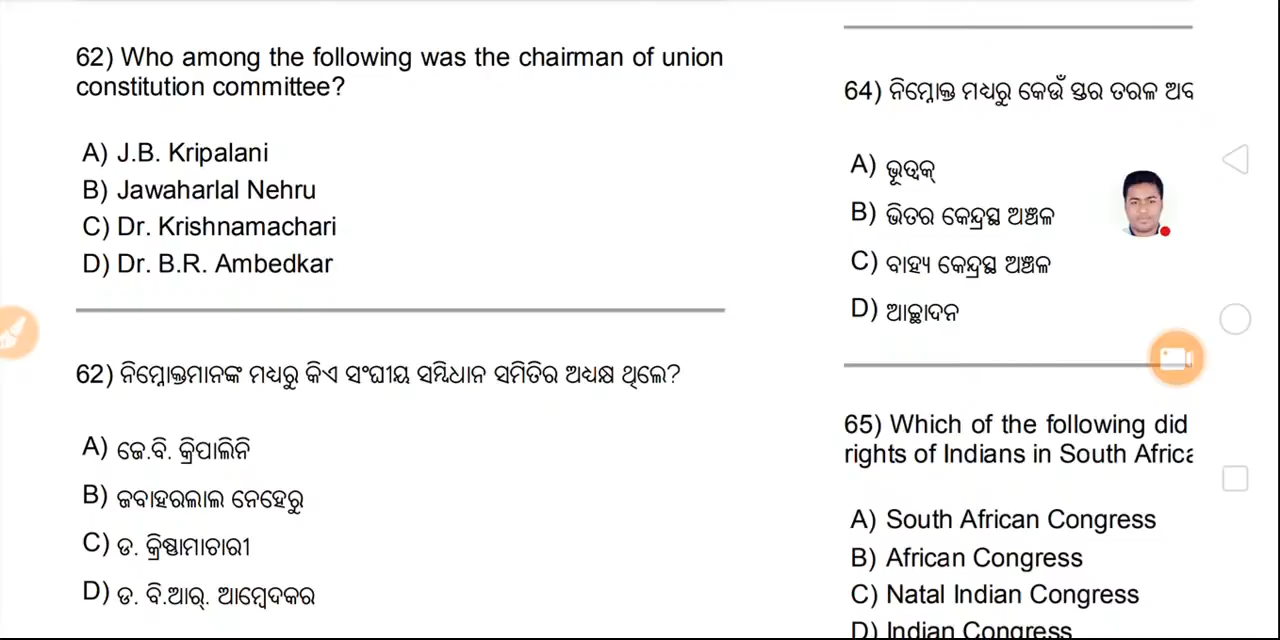 62) Who among the following was the chairman of union
constitution committee?
A) J.B. Kripalani
B) Jawaharlal Nehru
C) Dr. Krishnamachari
D) Dr. B.R. Ambedkar
62) ନିମ୍ନୋକ୍ତମାନଙ୍କ ମଧ୍ୟରୁ କିଏ ସଂଘୀୟ ସମ୍ବିଧାନ ସମିତିର ଅଧ୍ୟକ୍ଷ ଥିଲେ?
A) ଜେ.ବି. କ୍ରିପାଲିନି
B) ଜବାହରଲାଲ ନେହେରୁ
C) ଡ. କ୍ରିଷ୍ଣାମାଚାରୀ
D) ଡ. ବି.ଆର୍. ଆମ୍ବେଦକର
64) ନିମ୍ନୋକ୍ତ ମଧ୍ୟରୁ କେଉଁ ସ୍ତର ତରଳ
A) ଭୂତ୍ୱକ୍
B) ଭିତର କେନ୍ଦ୍ରସ୍ଥ ଅଞ୍ଚଳ
C) ବାହ୍ୟ କେନ୍ଦ୍ରସ୍ଥ ଅଞ୍ଚଳ
D) ଆଚ୍ଛାଦନ
65) Which of the following did
rights of Indians in South Africa
A) South African Congress
B) African Congress
C) Natal Indian Congress
D) Indian Congress